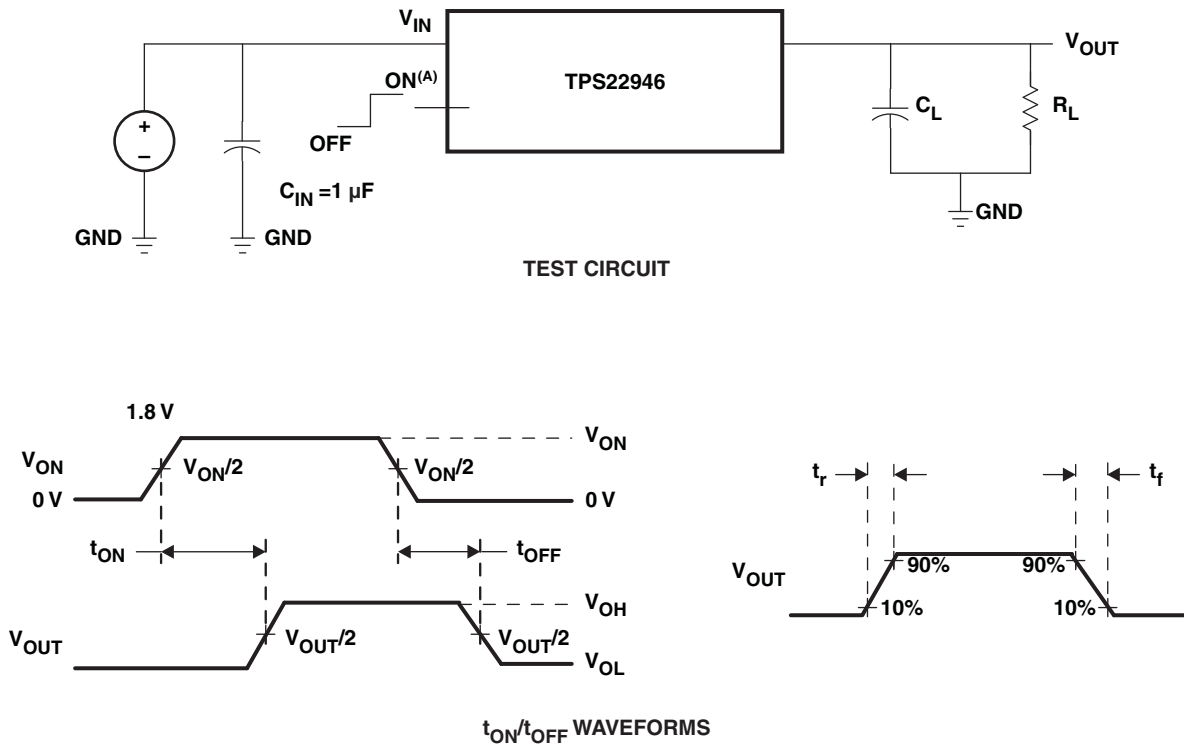 V_IN
V_OUT
ON(A)
TPS22946
+
–
C_L
R_L
OFF
C_IN =1 µF
GND
GND
GND
TEST CIRCUIT
1.8 V
V_ON
V_ON
V_ON/2
V_ON/2
0 V
0 V
t_r
t_f
t_ON
t_OFF
V_OUT
90%
90%
10%
10%
V_OH
V_OUT
V_OUT/2
V_OUT/2
V_OL
t_ON/t_OFF WAVEFORMS